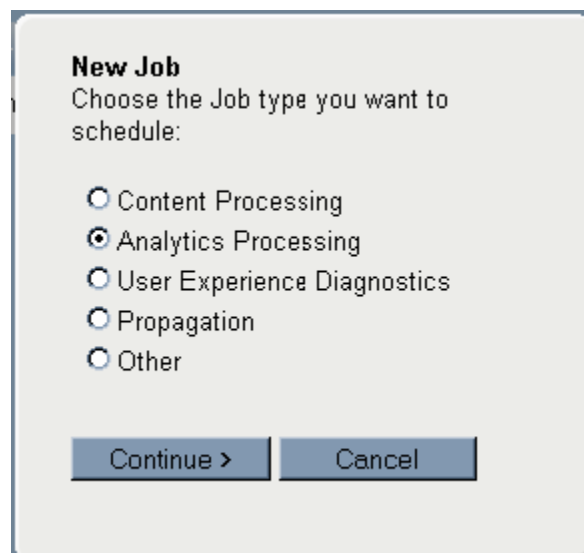 New Job
Choose the Job type you want to
schedule:
Content Processing
Analytics Processing
User Experience Diagnostics
Propagation
Other
Continue >
Cancel